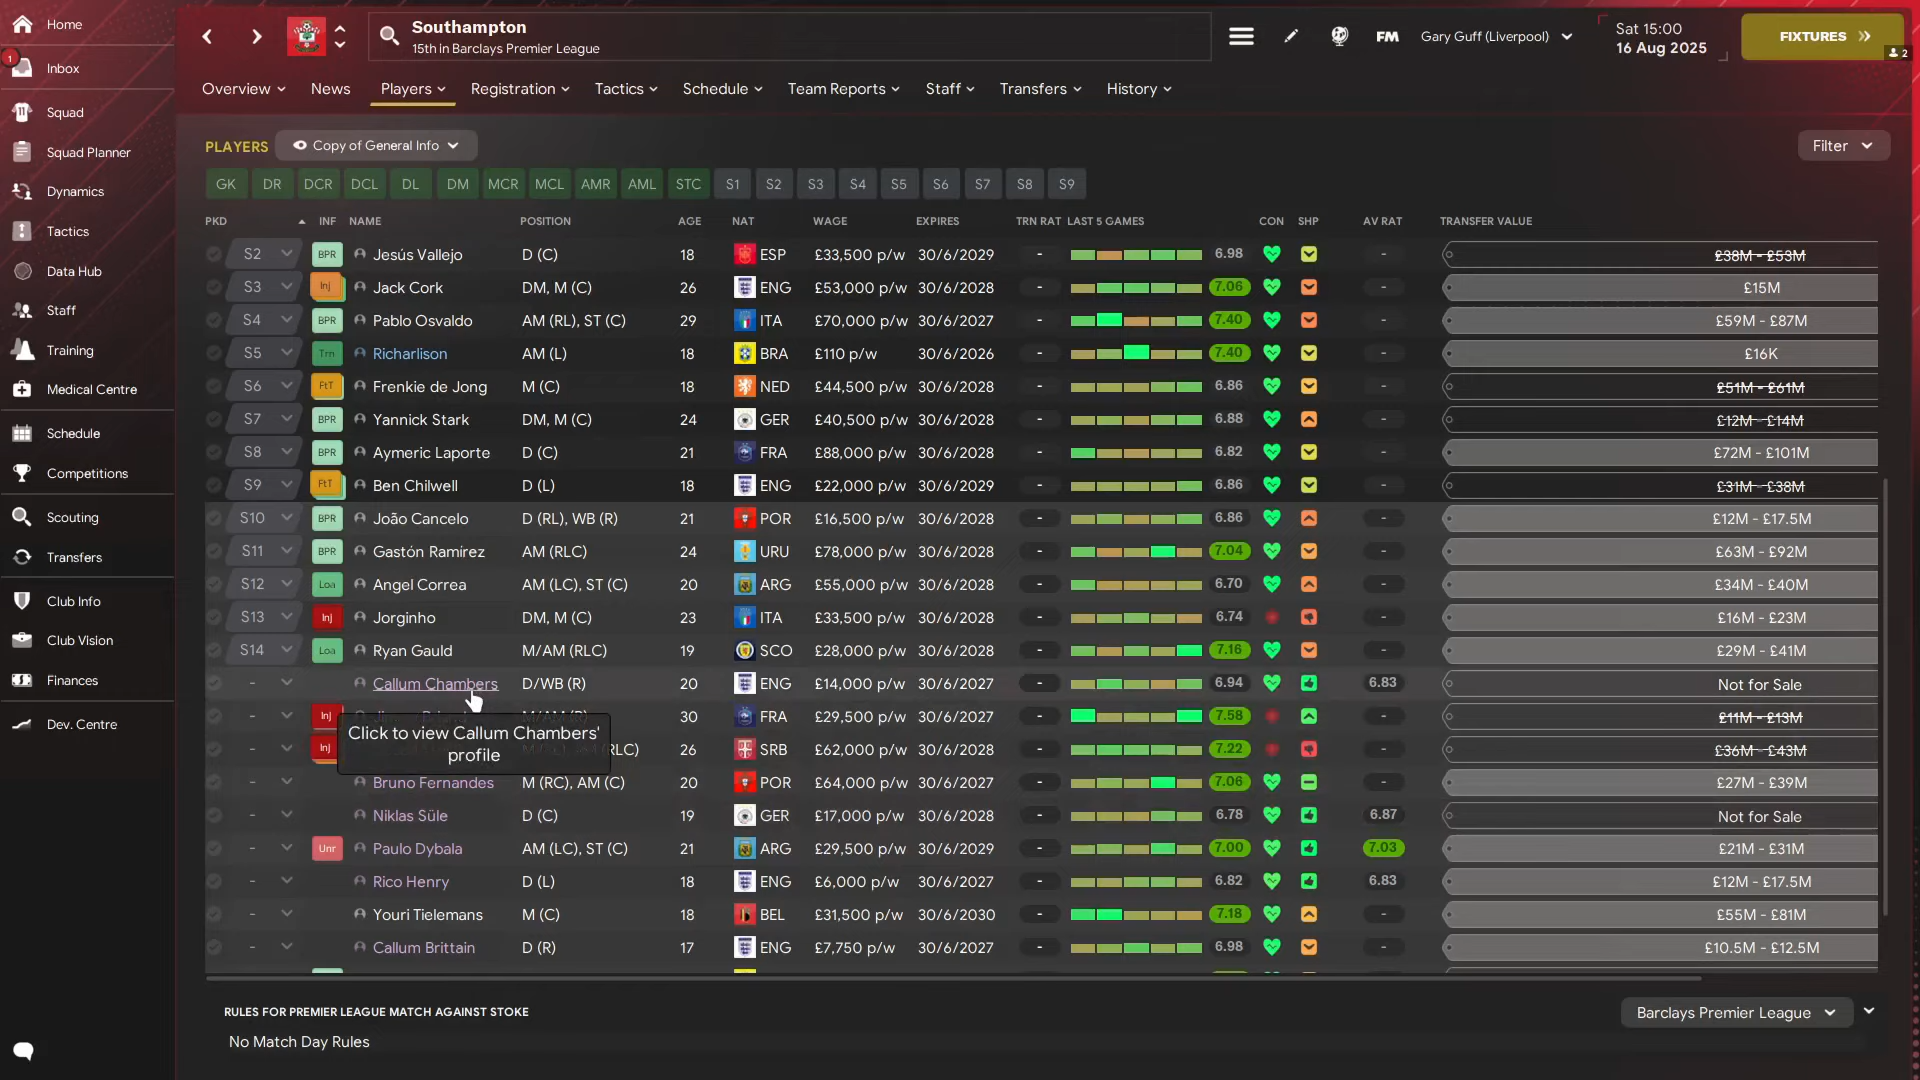 Home
1
Inbox
Squad
Squad Planner
Dynamics
Tactics
Data Hub
Staff
Training
Medical Centre
Schedule
Competitions
Scouting
Transfers
Club Info
Club Vision
Finances
Dev. Centre
Southampton
15th in Barclays Premier League
FM
Gary Guff (Liverpool)
Sat 15:00
16 Aug 2025
FIXTURES
2
Overview News Players Registration Tactics Schedule Team Reports Staff Transfers History
PLAYERS Copy of General Info Filter
GK DR DCR DCL DL DM MCR MCL AMR AML STC S1 S2 S3 S4 S5 S6 S7 S8 S9
PKD INF NAME POSITION AGE NAT WAGE EXPIRES TRN RAT LAST 5 GAMES CON SHP AV RAT TRANSFER VALUE
S2 BPR Jesús Vallejo D (C) 18 ESP £33,500 p/w 30/6/2029 - 6.98 - £38M - £53M
S3 Inj Jack Cork DM, M (C) 26 ENG £53,000 p/w 30/6/2028 - 7.06 - £15M
S4 BPR Pablo Osvaldo AM (RL), ST (C) 29 ITA £70,000 p/w 30/6/2027 - 7.40 - £59M - £87M
S5 Trn Richarlison AM (L) 18 BRA £110 p/w 30/6/2026 - 7.40 - £16K
S6 FtT Frenkie de Jong M (C) 18 NED £44,500 p/w 30/6/2028 - 6.86 - £51M - £61M
S7 BPR Yannick Stark DM, M (C) 24 GER £40,500 p/w 30/6/2028 - 6.88 - £12M - £14M
S8 BPR Aymeric Laporte D (C) 21 FRA £88,000 p/w 30/6/2028 - 6.82 - £72M - £101M
S9 FtT Ben Chilwell D (L) 18 ENG £22,000 p/w 30/6/2029 - 6.86 - £31M - £38M
S10 BPR João Cancelo D (RL), WB (R) 21 POR £16,500 p/w 30/6/2028 - 6.86 - £12M - £17.5M
S11 BPR Gastón Ramírez AM (RLC) 24 URU £78,000 p/w 30/6/2028 - 7.04 - £63M - £92M
S12 Loa Angel Correa AM (LC), ST (C) 20 ARG £55,000 p/w 30/6/2028 - 6.70 - £34M - £40M
S13 Inj Jorginho DM, M (C) 23 ITA £33,500 p/w 30/6/2028 - 6.74 - £16M - £23M
S14 Loa Ryan Gauld M/AM (RLC) 19 SCO £28,000 p/w 30/6/2028 - 7.16 - £29M - £41M
- Callum Chambers D/WB (R) 20 ENG £14,000 p/w 30/6/2027 - 6.94 6.83 Not for Sale
- Inj 30 FRA £29,500 p/w 30/6/2027 - 7.58 - £11M - £13M
- Inj RLC) 26 SRB £62,000 p/w 30/6/2028 - 7.22 - £36M - £43M
Click to view Callum Chambers'
profile
- Bruno Fernandes M (RC), AM (C) 20 POR £64,000 p/w 30/6/2028 - 7.06 - £27M - £39M
- Niklas Süle D (C) 19 GER £17,000 p/w 30/6/2028 - 6.78 6.87 Not for Sale
- Unr Paulo Dybala AM (LC), ST (C) 21 ARG £29,500 p/w 30/6/2029 - 7.00 7.03 £21M - £31M
- Rico Henry D (L) 18 ENG £6,000 p/w 30/6/2027 - 6.82 6.83 £12M - £17.5M
- Youri Tielemans M (C) 18 BEL £31,500 p/w 30/6/2030 - 7.18 - £55M - £81M
- Callum Brittain D (R) 17 ENG £7,750 p/w 30/6/2027 - 6.98 - £10.5M - £12.5M
RULES FOR PREMIER LEAGUE MATCH AGAINST STOKE
Barclays Premier League
No Match Day Rules